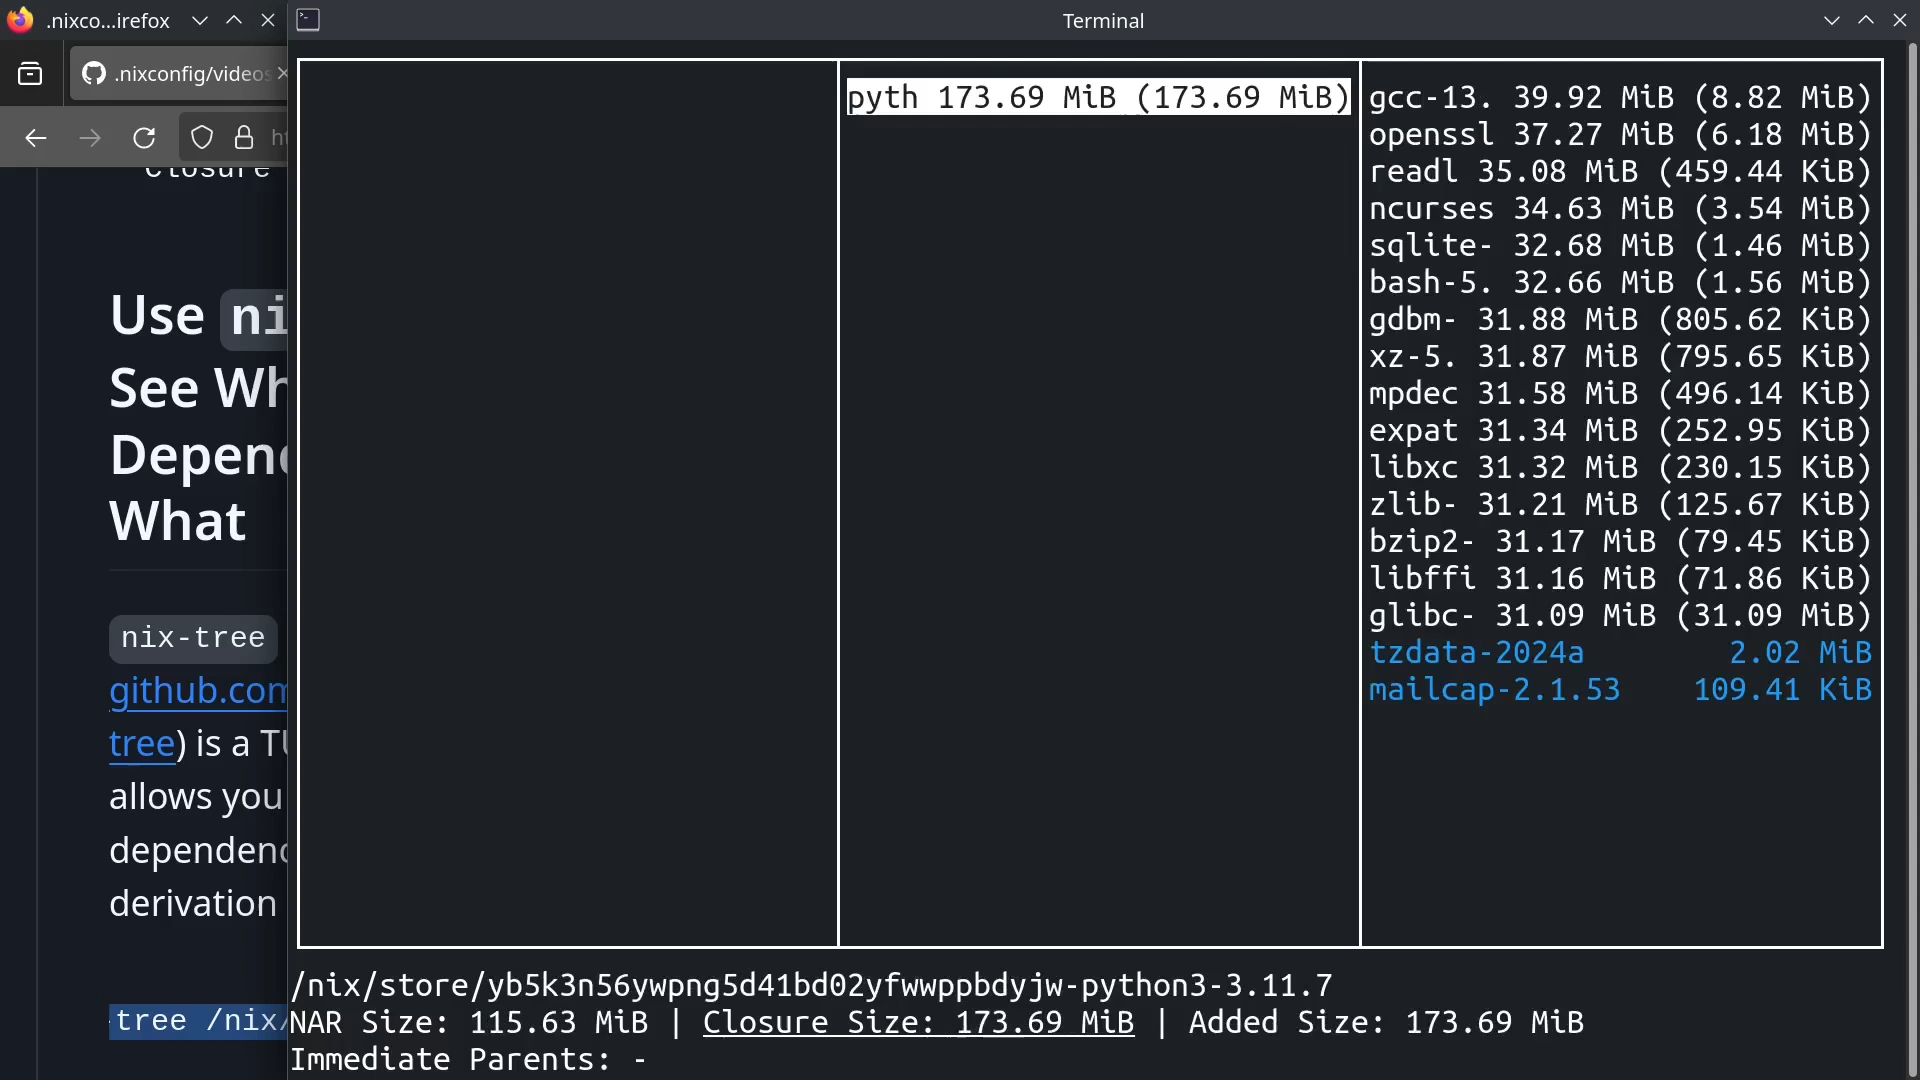 .nixco...irefox
Terminal
.nixconfig/videos
Closure
Use ni
See Wh
Depend
What
nix-tree
github.com
tree) is a TU
allows you
dependenc
derivation
tree /nix/
pyth 173.69 MiB (173.69 MiB)
gcc-13. 39.92 MiB (8.82 MiB)
openssl 37.27 MiB (6.18 MiB)
readl 35.08 MiB (459.44 KiB)
ncurses 34.63 MiB (3.54 MiB)
sqlite- 32.68 MiB (1.46 MiB)
bash-5. 32.66 MiB (1.56 MiB)
gdbm- 31.88 MiB (805.62 KiB)
xz-5. 31.87 MiB (795.65 KiB)
mpdec 31.58 MiB (496.14 KiB)
expat 31.34 MiB (252.95 KiB)
libxc 31.32 MiB (230.15 KiB)
zlib- 31.21 MiB (125.67 KiB)
bzip2- 31.17 MiB (79.45 KiB)
libffi 31.16 MiB (71.86 KiB)
glibc- 31.09 MiB (31.09 MiB)
tzdata-2024a 2.02 MiB
mailcap-2.1.53 109.41 KiB
/nix/store/yb5k3n56ywpng5d41bd02yfwwppbdyjw-python3-3.11.7
NAR Size: 115.63 MiB | Closure Size: 173.69 MiB | Added Size: 173.69 MiB
Immediate Parents: -